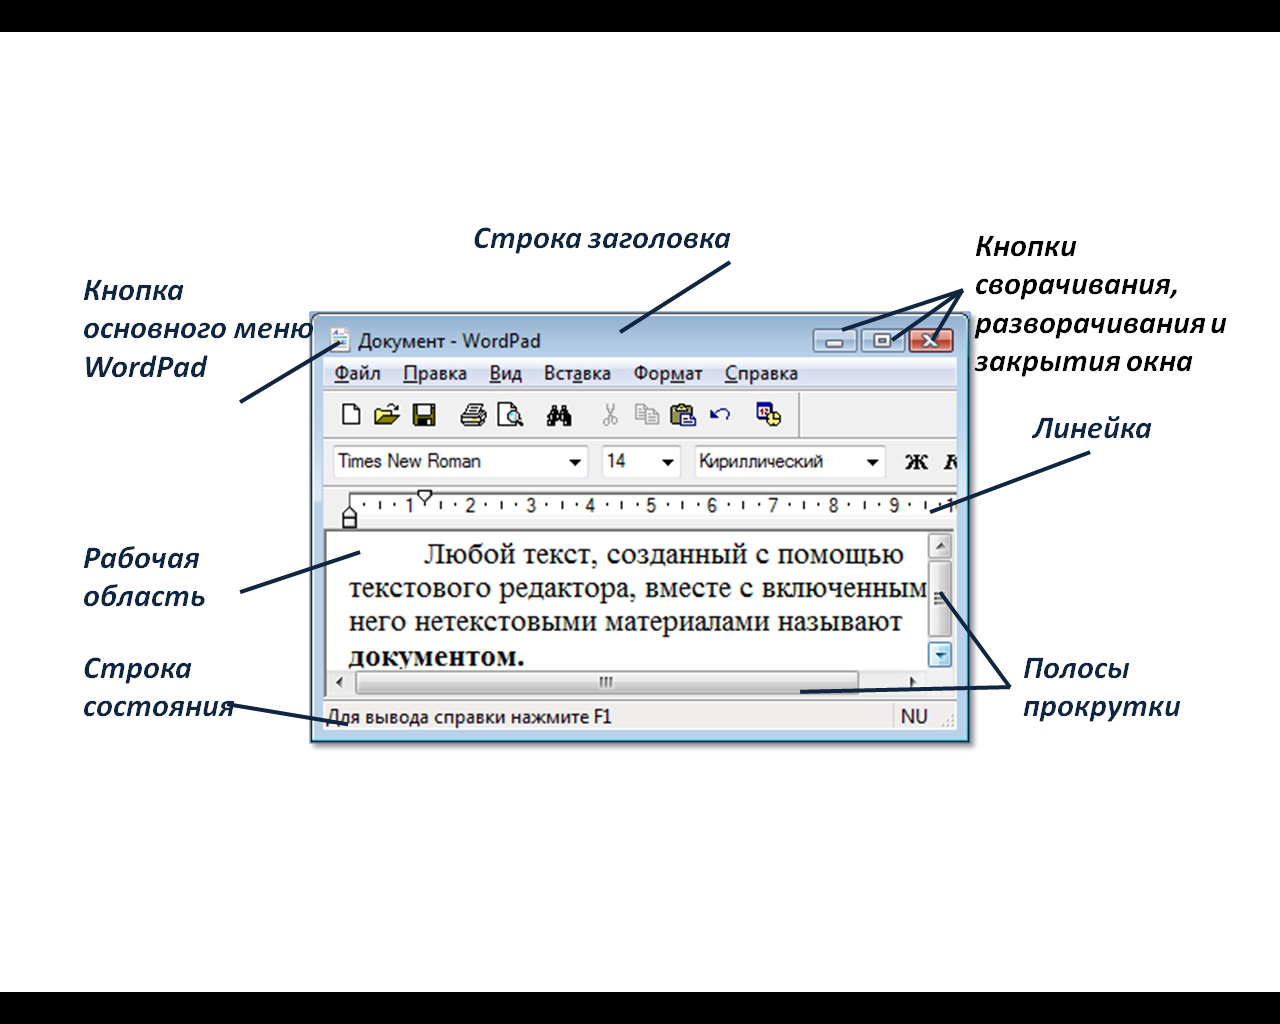 Строка заголовка
Кнопки
сворачивания,
разворачивания и
закрытия окна
Кнопка
основного меню
WordPad
Документ - WordPad
Файл Правка Вид Вставка Формат Справка
12
Times New Roman 14 Кириллический Ж К
Линейка
1 2 3 4 5 6 7 8 9 10
Рабочая
область
Любой текст, созданный с помощью
текстового редактора, вместе с включенным
него нетекстовыми материалами называют
документом.
Строка
состояния
Полосы
прокрутки
Для вывода справки нажмите F1 NU